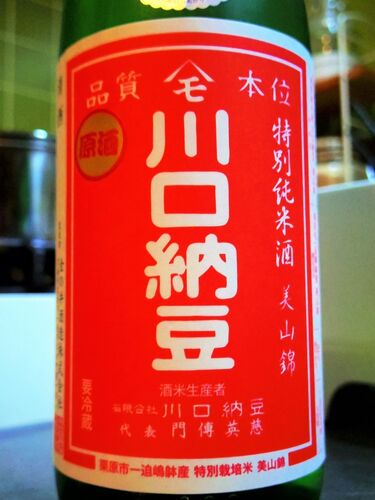 品質本位
モ
原酒
川口納豆
特別純米酒 美山錦
酒米生産者
有限会社 川口納豆
代表 門傳英慈
要冷蔵
栗原市一迫嶋躰産 特別栽培米 美山錦